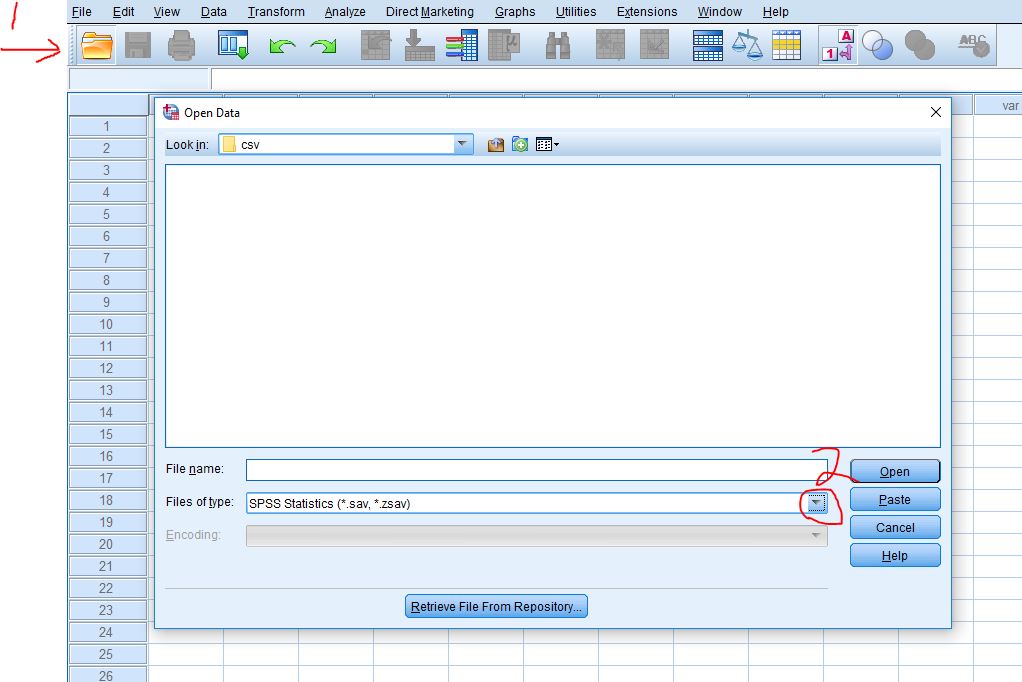 1
File Edit View Data Transform Analyze Direct Marketing Graphs Utilities Extensions Window Help
A
1
μ
ABC
Open Data
var
Look in: csv
1
2
3
4
5
6
7
8
9
10
11
12
13
14
15
16
17
18
19
20
21
22
23
24
25
26
File name:
2
Open
Files of type: SPSS Statistics (*.sav, *.zsav)
Paste
Encoding:
Cancel
Help
Retrieve File From Repository...